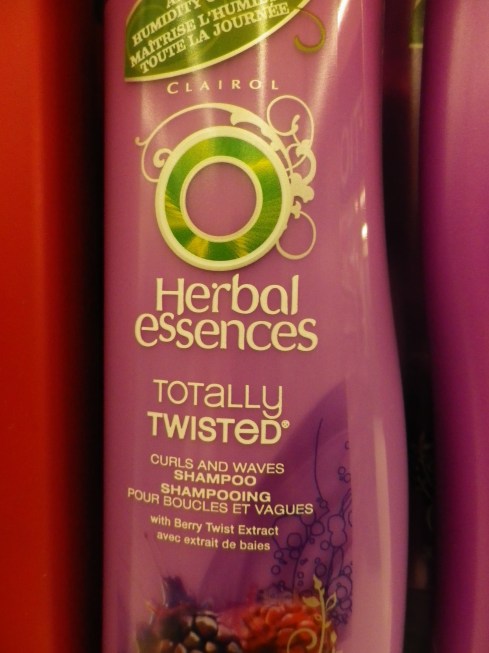 HUMIDITY
MAÎTRISE L'HUMIDI
TOUTE LA JOURNÉE
CLAIROL
Herbal
essences
TOTALLY
TWISTED®
CURLS AND WAVES
SHAMPOO
SHAMPOOING
POUR BOUCLES ET VAGUES
with Berry Twist Extract
avec extrait de baies